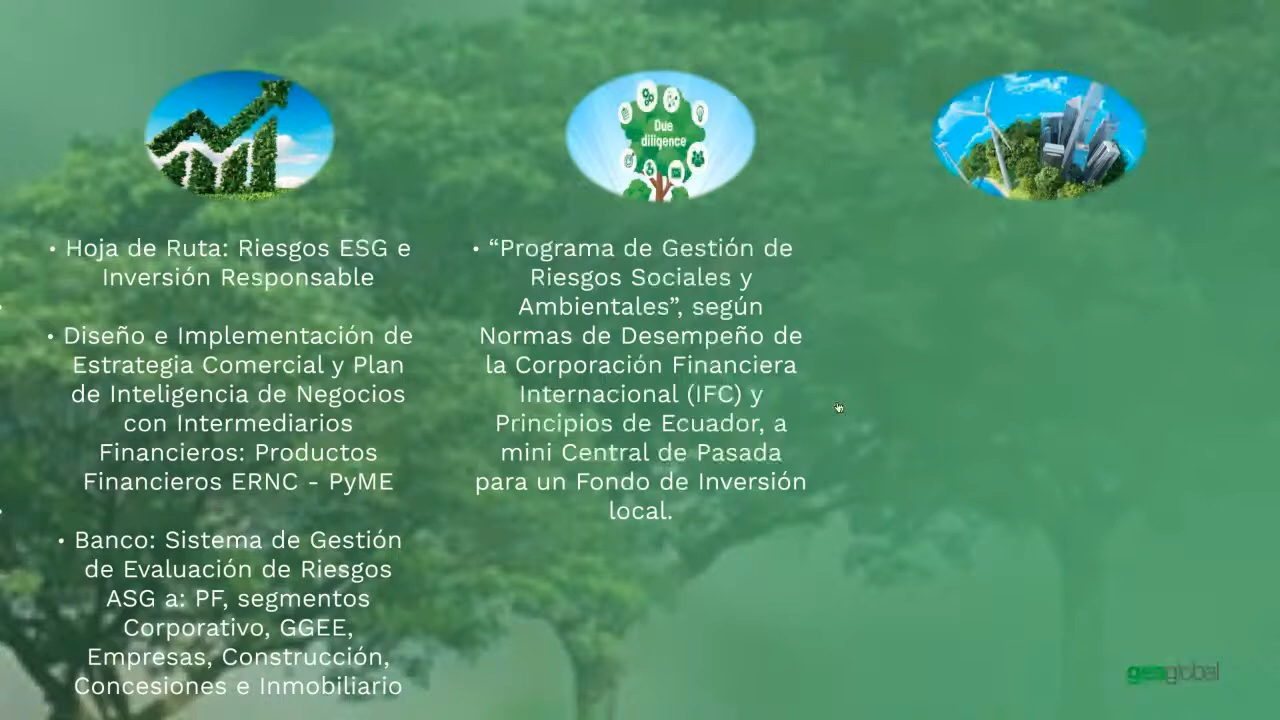 Due
diligence
• Hoja de Ruta: Riesgos ESG e
Inversión Responsable
• Diseño e Implementación de
Estrategia Comercial y Plan
de Inteligencia de Negocios
con Intermediarios
Financieros: Productos
Financieros ERNC - PyME
• Banco: Sistema de Gestión
de Evaluación de Riesgos
ASG a: PF, segmentos
Corporativo, GGEE,
Empresas, Construcción,
Concesiones e Inmobiliario
• “Programa de Gestión de
Riesgos Sociales y
Ambientales”, según
Normas de Desempeño de
la Corporación Financiera
Internacional (IFC) y
Principios de Ecuador, a
mini Central de Pasada
para un Fondo de Inversión
local.
gesglobal